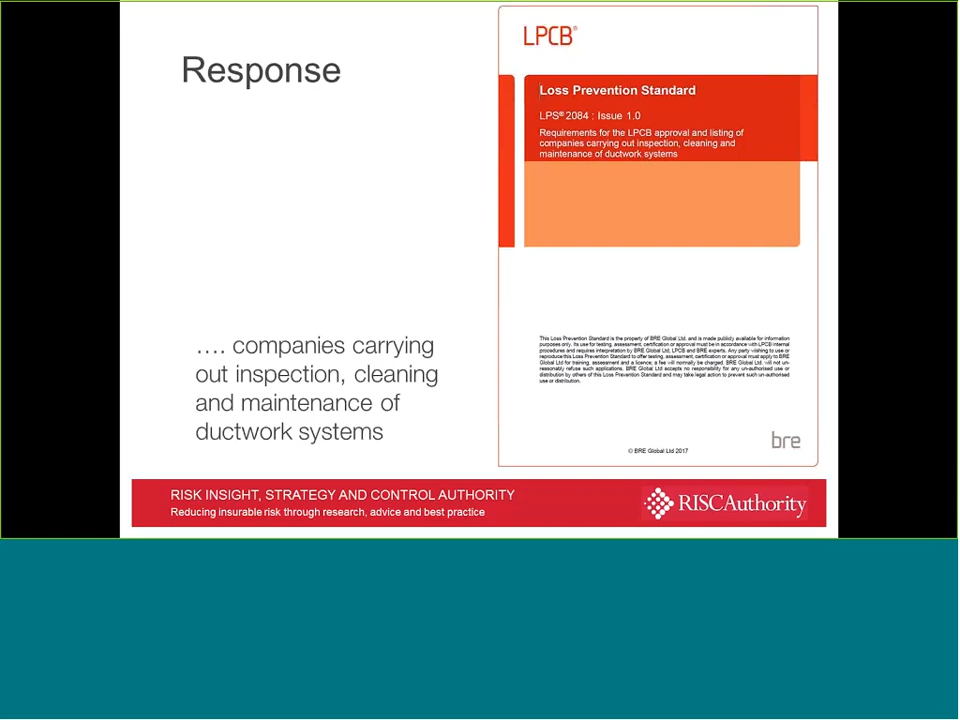 Response
.... companies carrying
out inspection, cleaning
and maintenance of
ductwork systems
LPCB®
Loss Prevention Standard
LPS® 2084 : Issue 1.0
Requirements for the LPCB approval and listing of
companies carrying out inspection, cleaning and
maintenance of ductwork systems
This Loss Prevention Standard is the property of BRE Global Ltd. and is made publicly available for information
purposes only. Its use for testing, assessment, certification or approval must be in accordance with LPCB internal
procedures and requires interpretation by BRE Global Ltd, LPCB and BRE experts. Any party wishing to use or
reproduce this Loss Prevention Standard to offer testing, assessment, certification or approval must apply to BRE
Global Ltd for training, assessment and a licence; a fee will normally be charged. BRE Global Ltd. will not un-
reasonably refuse such applications. BRE Global Ltd accepts no responsibility for any un-authorised use or
distribution by others of this Loss Prevention Standard and may take legal action to prevent such un-authorised
use or distribution.
bre
© BRE Global Ltd 2017
RISK INSIGHT, STRATEGY AND CONTROL AUTHORITY
Reducing insurable risk through research, advice and best practice
RISCAuthority